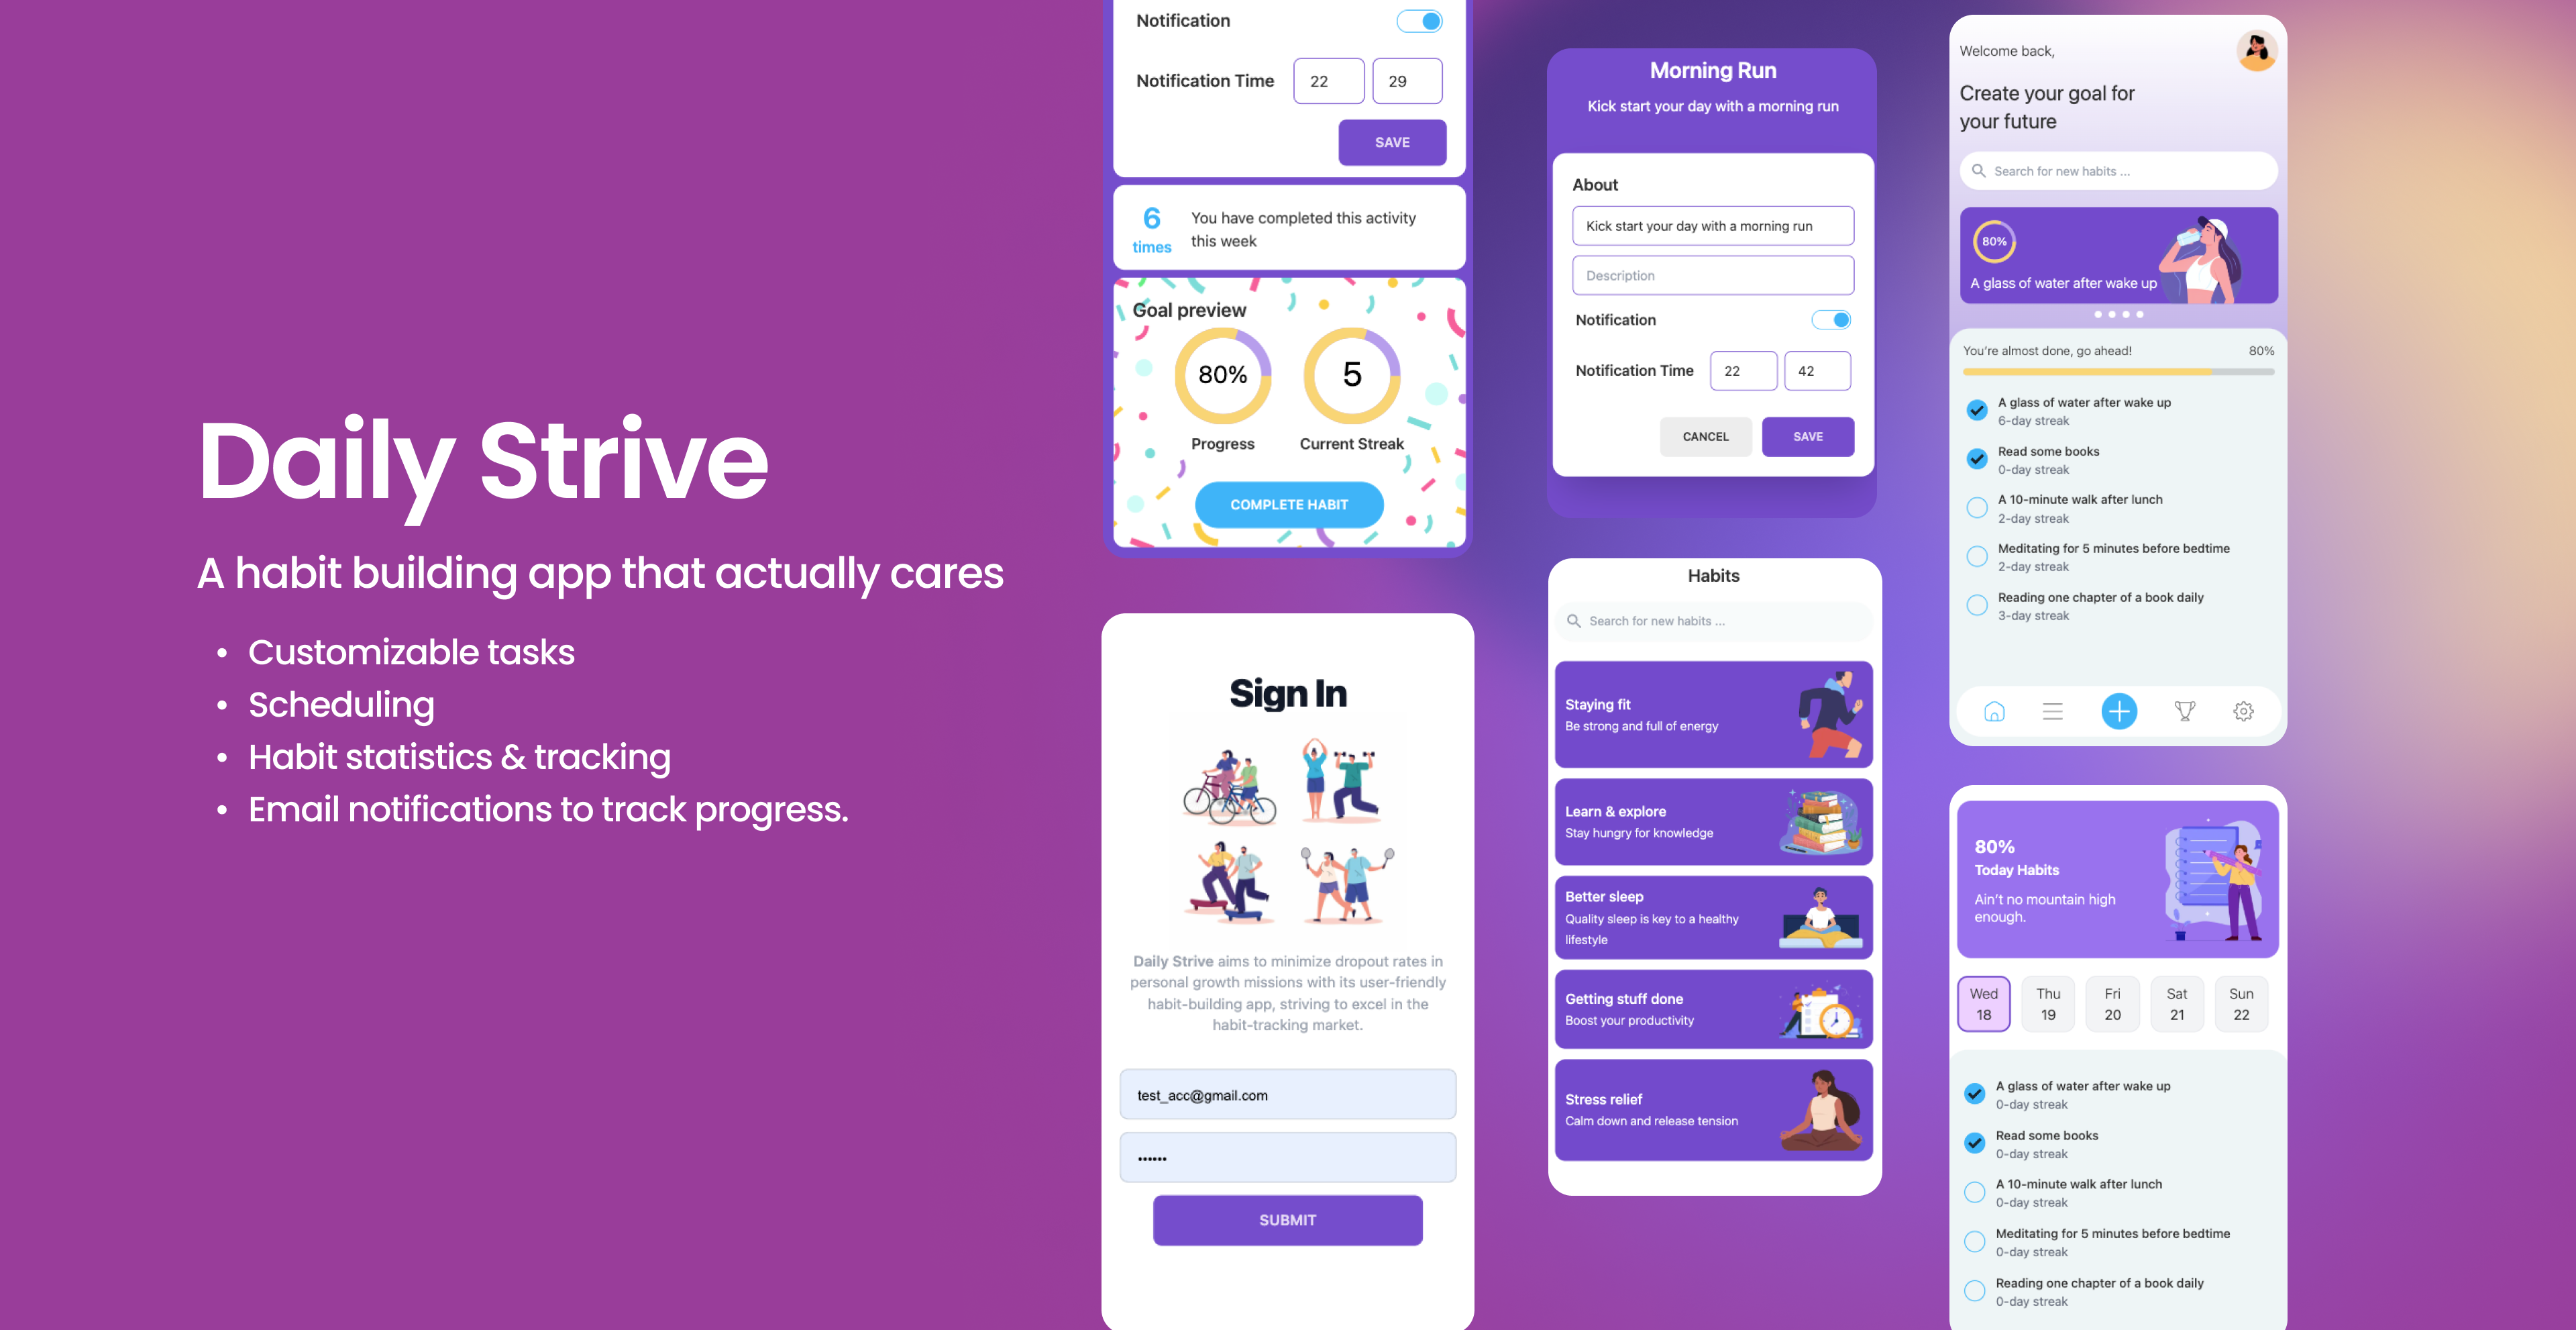 Daily Strive
A habit building app that actually cares
• Customizable tasks
• Scheduling
• Habit statistics & tracking
• Email notifications to track progress.
Notification
Notification Time 22 29
SAVE
6
times
You have completed this activity
this week
Goal preview
80% 5
Progress Current Streak
COMPLETE HABIT
Sign In
Daily Strive aims to minimize dropout rates in
personal growth missions with its user-friendly
habit-building app, striving to excel in the
habit-tracking market.
test_acc@gmail.com
••••••
SUBMIT
Morning Run
Kick start your day with a morning run
About
Kick start your day with a morning run
Description
Notification
Notification Time 22 42
CANCEL SAVE
Habits
Search for new habits ...
Staying fit
Be strong and full of energy
Learn & explore
Stay hungry for knowledge
Better sleep
Quality sleep is key to a healthy
lifestyle
Getting stuff done
Boost your productivity
Stress relief
Calm down and release tension
Welcome back,
Create your goal for
your future
Search for new habits ...
80%
A glass of water after wake up
You're almost done, go ahead! 80%
A glass of water after wake up
6-day streak
Read some books
0-day streak
A 10-minute walk after lunch
2-day streak
Meditating for 5 minutes before bedtime
2-day streak
Reading one chapter of a book daily
3-day streak
80%
Today Habits
Ain't no mountain high
enough.
Wed Thu Fri Sat Sun
18 19 20 21 22
A glass of water after wake up
0-day streak
Read some books
0-day streak
A 10-minute walk after lunch
0-day streak
Meditating for 5 minutes before bedtime
0-day streak
Reading one chapter of a book daily
0-day streak